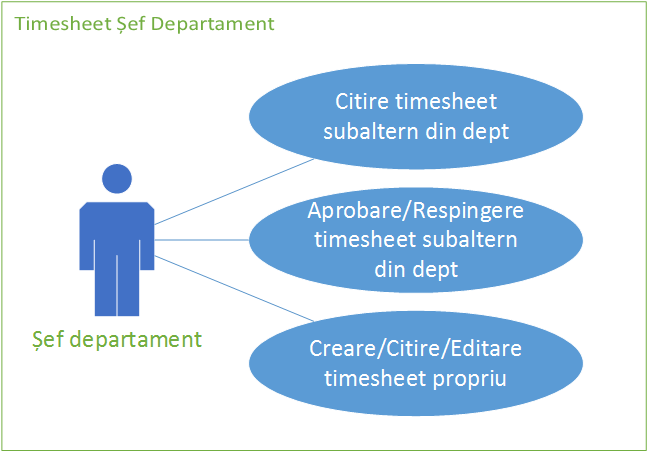 Timesheet Șef Departament
Citire timesheet
subaltern din dept
Aprobare/Respingere
timesheet subaltern
din dept
Șef departament
Creare/Citire/Editare
timesheet propriu